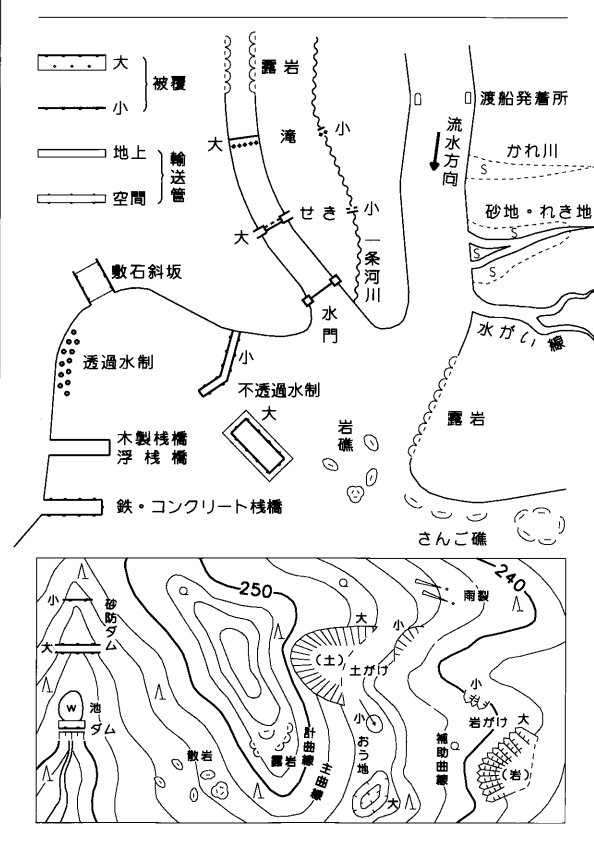 大
小
被覆
地上
空間
輸送管
露岩
大
滝
小
せき
小
大
一条河川
水門
渡船発着所
流水方向
かれ川
S
砂地・れき地
S
S
水がい線
露岩
敷石斜坂
透過水制
小
不透過水制
大
岩礁
木製桟橋
浮桟橋
鉄・コンクリート桟橋
さんご礁
小
砂防ダム
大
W
池
ダム
250
240
雨裂
大
小
(土)
土がけ
小
岩がけ
大
(岩)
小
おう地
大
補助曲線
計曲線
主曲線
露岩
散岩